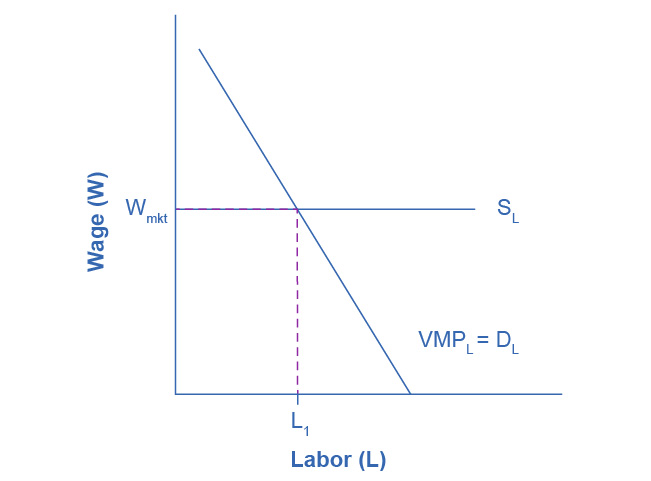 Wage (W)
Wmkt
SL
VMPL = DL
L1
Labor (L)